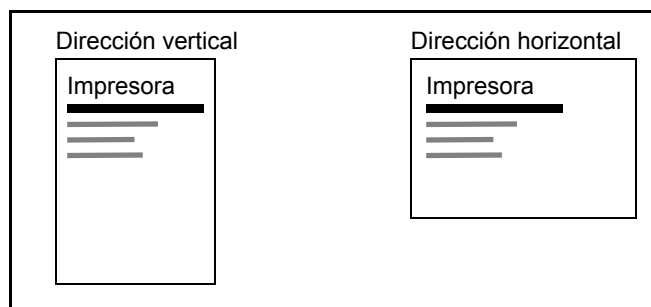 Dirección vertical
Impresora
Dirección horizontal
Impresora